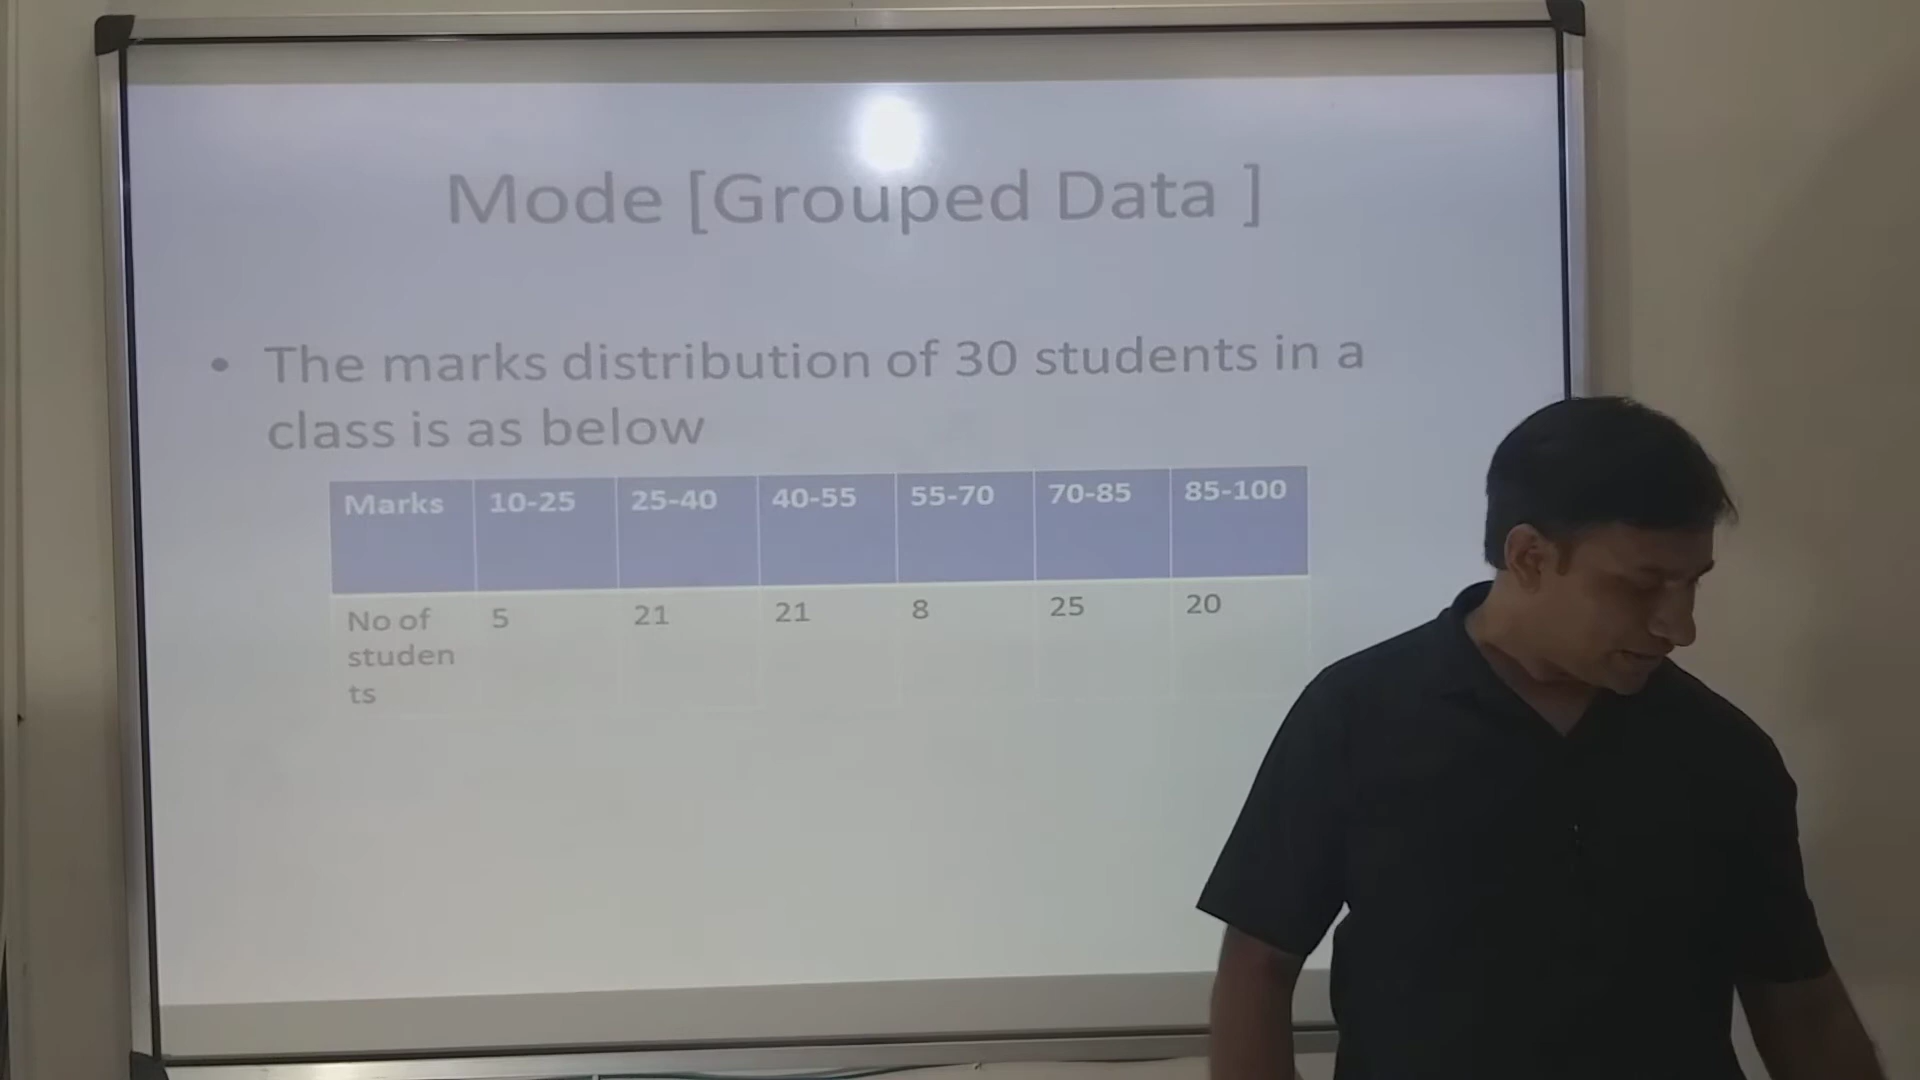 Mode [Grouped Data ]
• The marks distribution of 30 students in a
class is as below
Marks 10-25 25-40 40-55 55-70 70-85 85-100
No of 5 21 21 8 25 20
studen
ts